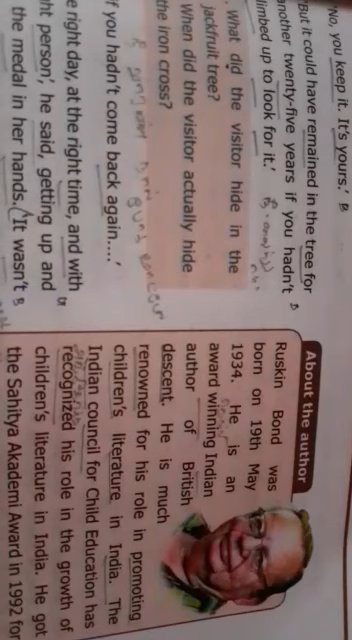 'No, you keep it. It's yours.'
'But it could have remained in the tree for
another twenty-five years if you hadn't
climbed up to look for it.'
What did the visitor hide in the
jackfruit tree?
When did the visitor actually hide
the iron cross?
if you hadn't come back again....'
e right day, at the right time, and with
ht person,' he said, getting up and
the medal in her hands. 'It wasn't
About the author
Ruskin Bond was
born on 19th May
1934. He is an
award winning Indian
author of British
descent. He is much
renowned for his role in promoting
children's literature in India. The
Indian council for Child Education has
recognized his role in the growth of
children's literature in India. He got
the Sahitya Akademi Award in 1992 for